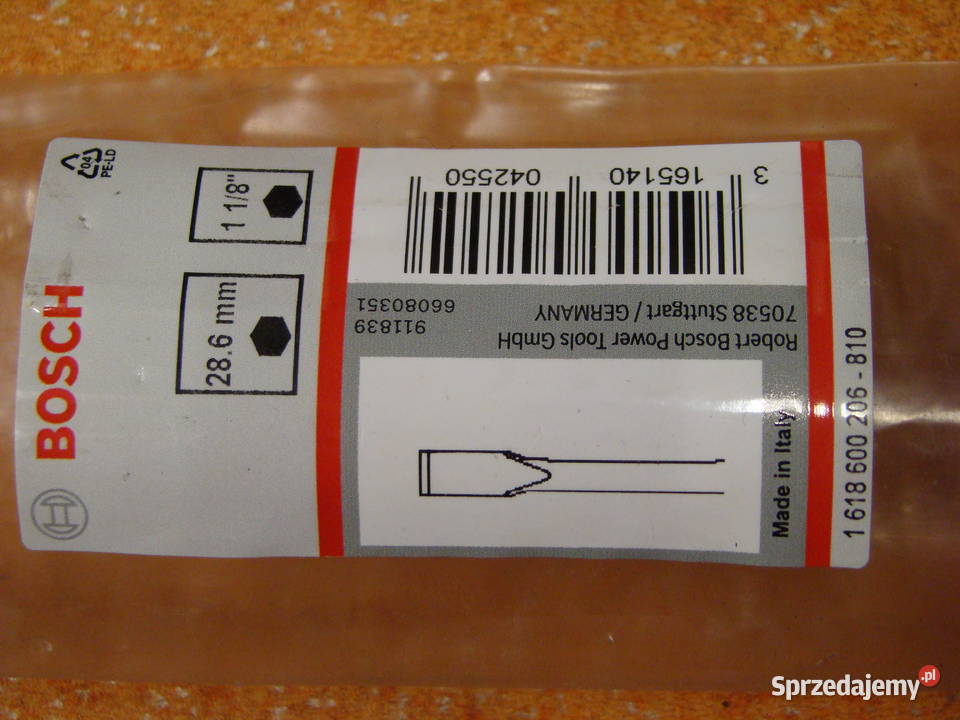 BOSCH
28.6 mm
1 1/8"
04
PE-LD
3 165140 042550
Robert Bosch Power Tools GmbH
70538 Stuttgart / GERMANY
911839
66080351
Made in Italy
1 618 600 206 - 810
Sprzedajemy.pl